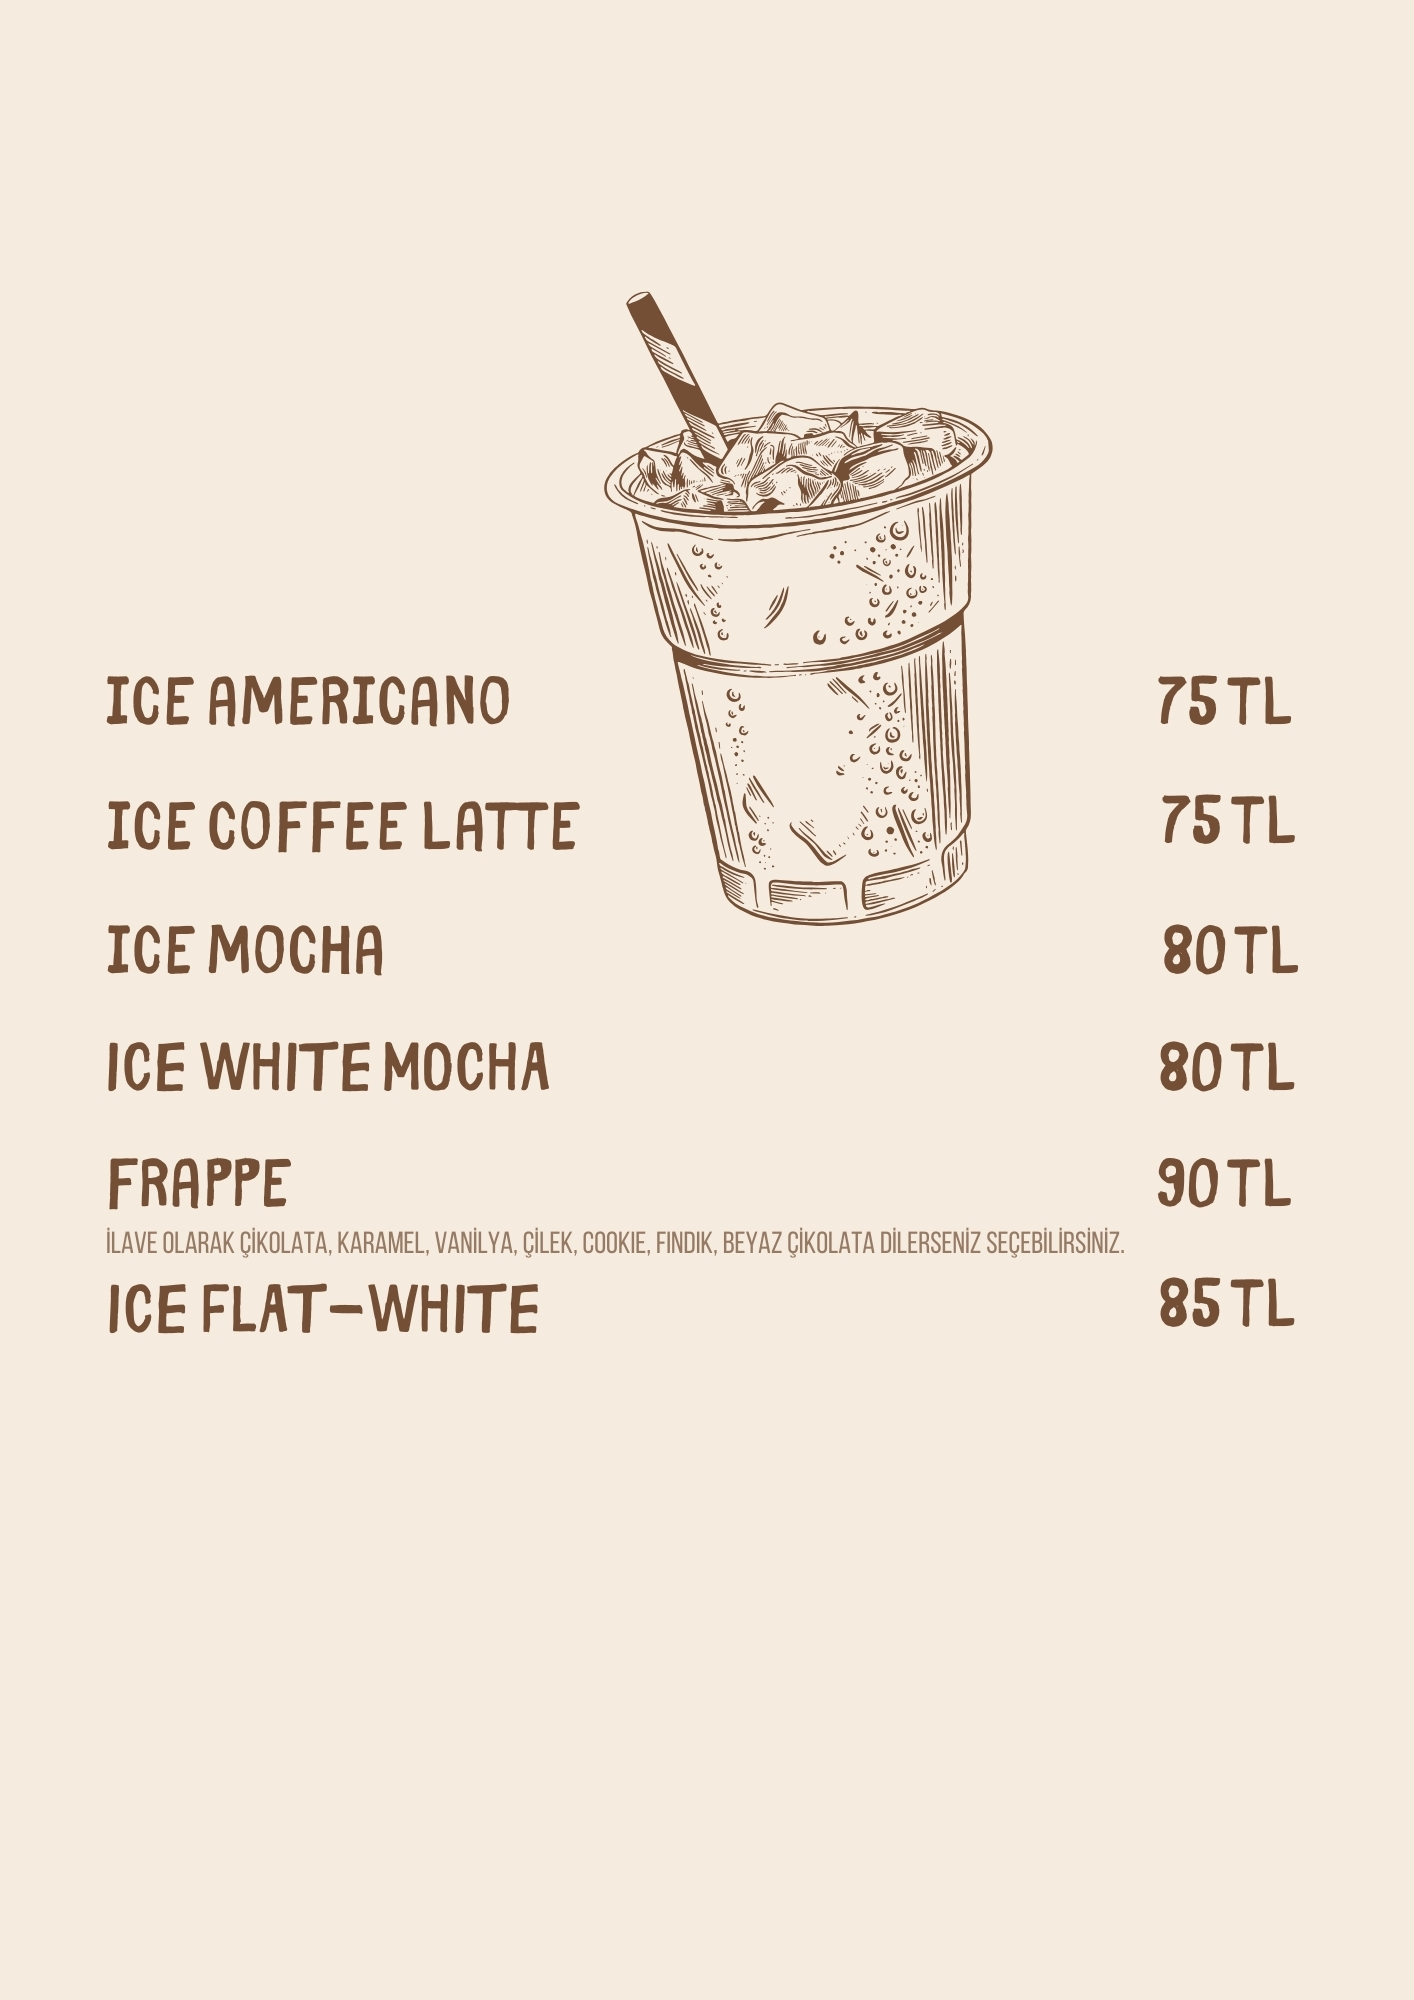 ICE AMERICANO 75 TL
ICE COFFEE LATTE 75 TL
ICE MOCHA 80 TL
ICE WHITE MOCHA 80 TL
FRAPPE 90 TL
İLAVE OLARAK ÇİKOLATA, KARAMEL, VANİLYA, ÇİLEK, COOKIE, FINDIK, BEYAZ ÇİKOLATA DİLERSENİZ SEÇEBİLİRSİNİZ.
ICE FLAT-WHITE 85 TL